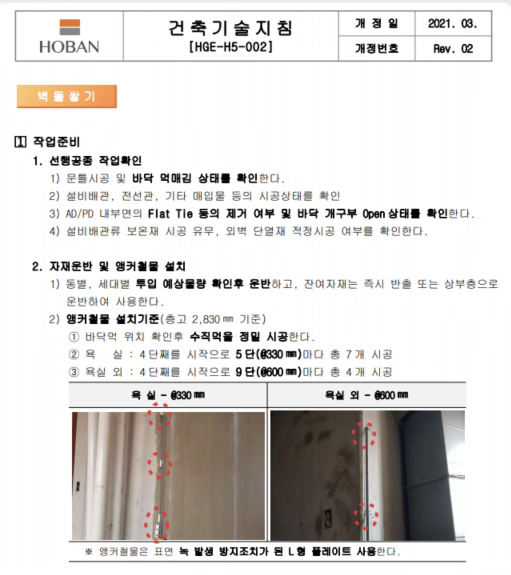 HOBAN
건축기술지침
[HGE-H5-002]
개 정 일
2021. 03.
개정번호
Rev. 02
벽 돌 쌓 기
1 작업준비
1. 선행공종 작업확인
1) 문틀시공 및 바닥 먹매김 상태를 확인한다.
2) 설비배관, 전선관, 기타 매입물 등의 시공상태를 확인
3) AD/PD 내부면의 Flat Tie 등의 제거 여부 및 바닥 개구부 Open상태를 확인한다.
4) 설비배관류 보온재 시공 유무, 외벽 단열재 적정시공 여부를 확인한다.
2. 자재운반 및 앵커철물 설치
1) 동별, 세대별 투입 예상물량 확인후 운반하고, 잔여자재는 즉시 반출 또는 상부층으로
운반하여 사용한다.
2) 앵커철물 설치기준(층고 2,830㎜ 기준)
① 바닥먹 위치 확인후 수직먹을 정밀 시공한다.
② 욕 실 : 4단째를 시작으로 5단(@330㎜)마다 총 7개 시공
③ 욕실 외 : 4단째를 시작으로 9단(@600㎜)마다 총 4개 시공
욕 실 - @330㎜
욕실 외 - @600㎜
※ 앵커철물은 표면 녹 발생 방지조치가 된 L형 플레이트 사용한다.